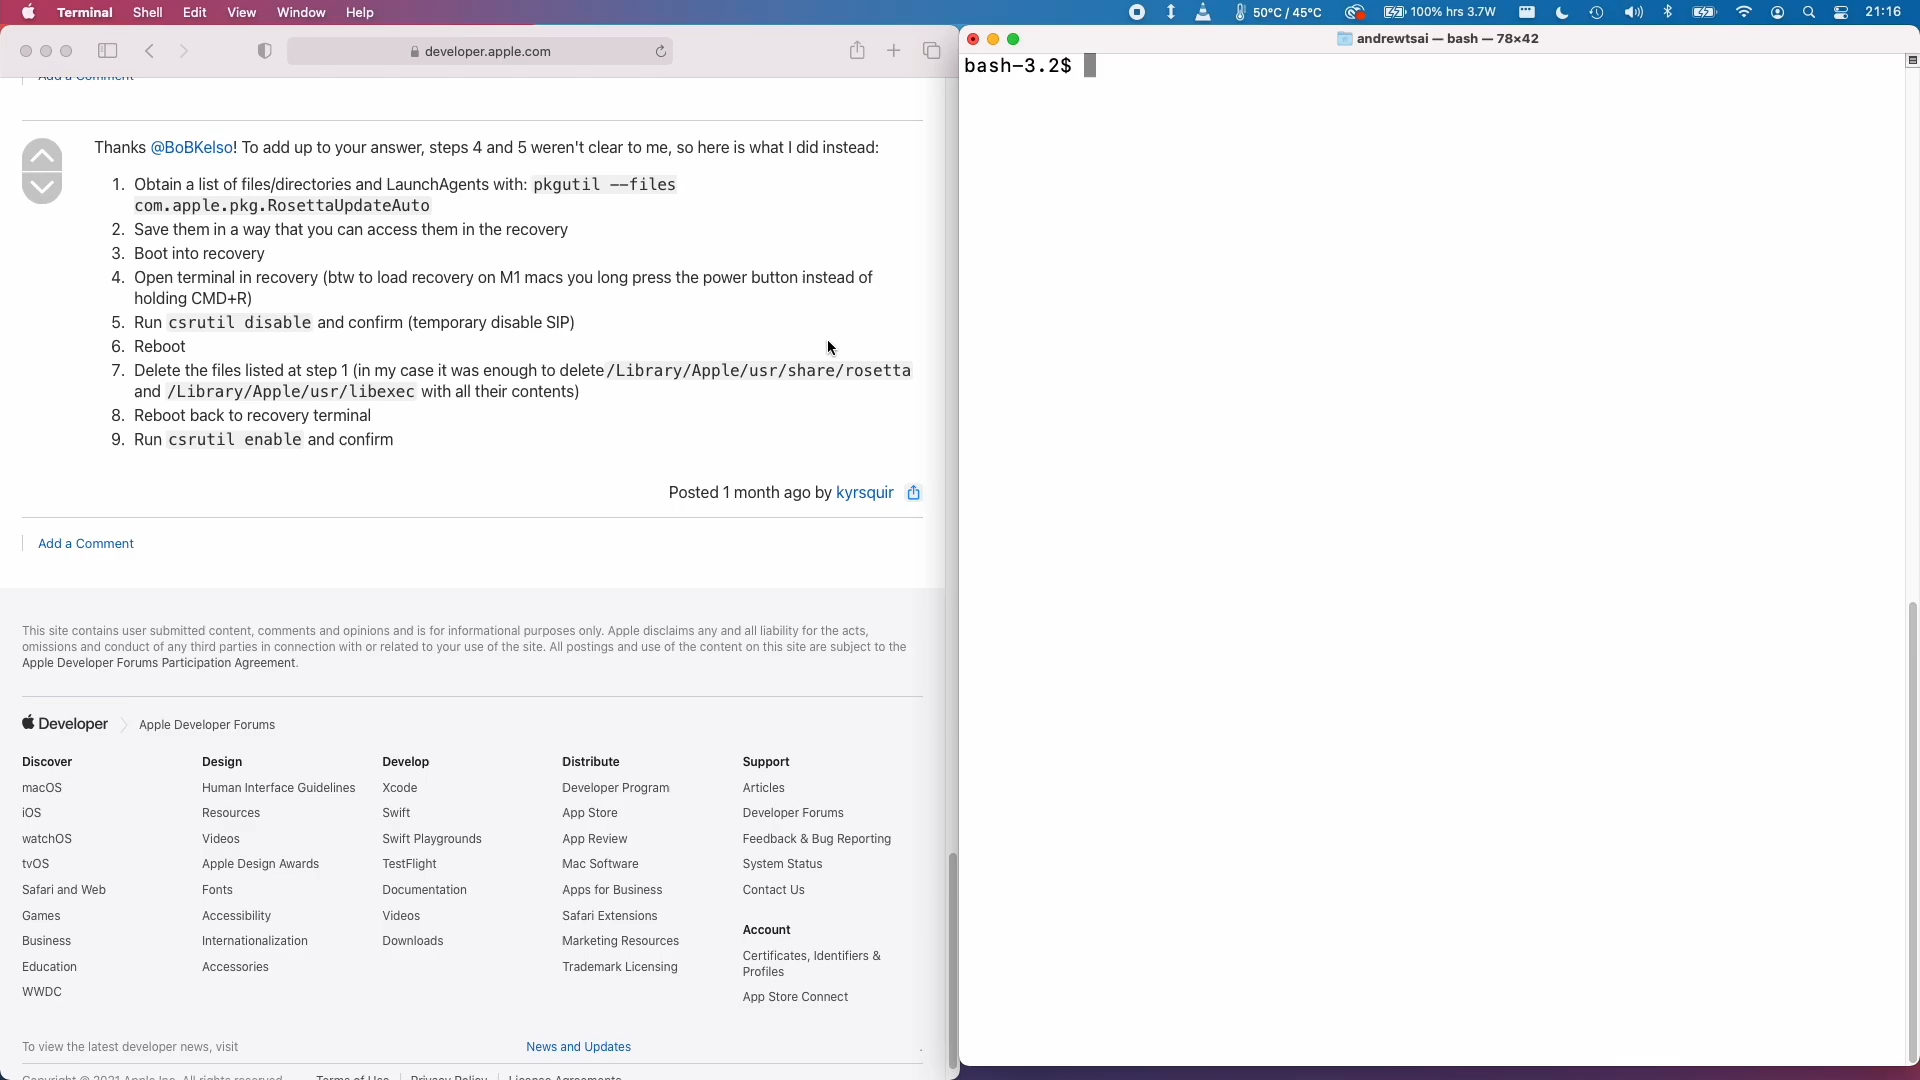 Terminal Shell Edit View Window Help 50°C / 45°C 100% hrs 3.7W 21:16
developer.apple.com
andrewtsai — bash — 78×42
bash-3.2$
Add a Comment
Thanks @BoBKelso! To add up to your answer, steps 4 and 5 weren't clear to me, so here is what I did instead:
1. Obtain a list of files/directories and LaunchAgents with: pkgutil --files
com.apple.pkg.RosettaUpdateAuto
2. Save them in a way that you can access them in the recovery
3. Boot into recovery
4. Open terminal in recovery (btw to load recovery on M1 macs you long press the power button instead of
holding CMD+R)
5. Run csrutil disable and confirm (temporary disable SIP)
6. Reboot
7. Delete the files listed at step 1 (in my case it was enough to delete /Library/Apple/usr/share/rosetta
and /Library/Apple/usr/libexec with all their contents)
8. Reboot back to recovery terminal
9. Run csrutil enable and confirm
Posted 1 month ago by kyrsquir
Add a Comment
This site contains user submitted content, comments and opinions and is for informational purposes only. Apple disclaims any and all liability for the acts,
omissions and conduct of any third parties in connection with or related to your use of the site. All postings and use of the content on this site are subject to the
Apple Developer Forums Participation Agreement.
Developer Apple Developer Forums
Discover
macOS
iOS
watchOS
tvOS
Safari and Web
Games
Business
Education
WWDC
Design
Human Interface Guidelines
Resources
Videos
Apple Design Awards
Fonts
Accessibility
Internationalization
Accessories
Develop
Xcode
Swift
Swift Playgrounds
TestFlight
Documentation
Videos
Downloads
Distribute
Developer Program
App Store
App Review
Mac Software
Apps for Business
Safari Extensions
Marketing Resources
Trademark Licensing
Support
Articles
Developer Forums
Feedback & Bug Reporting
System Status
Contact Us
Account
Certificates, Identifiers &
Profiles
App Store Connect
To view the latest developer news, visit News and Updates .
Copyright © 2021 Apple Inc. All rights reserved. Terms of Use Privacy Policy License Agreements